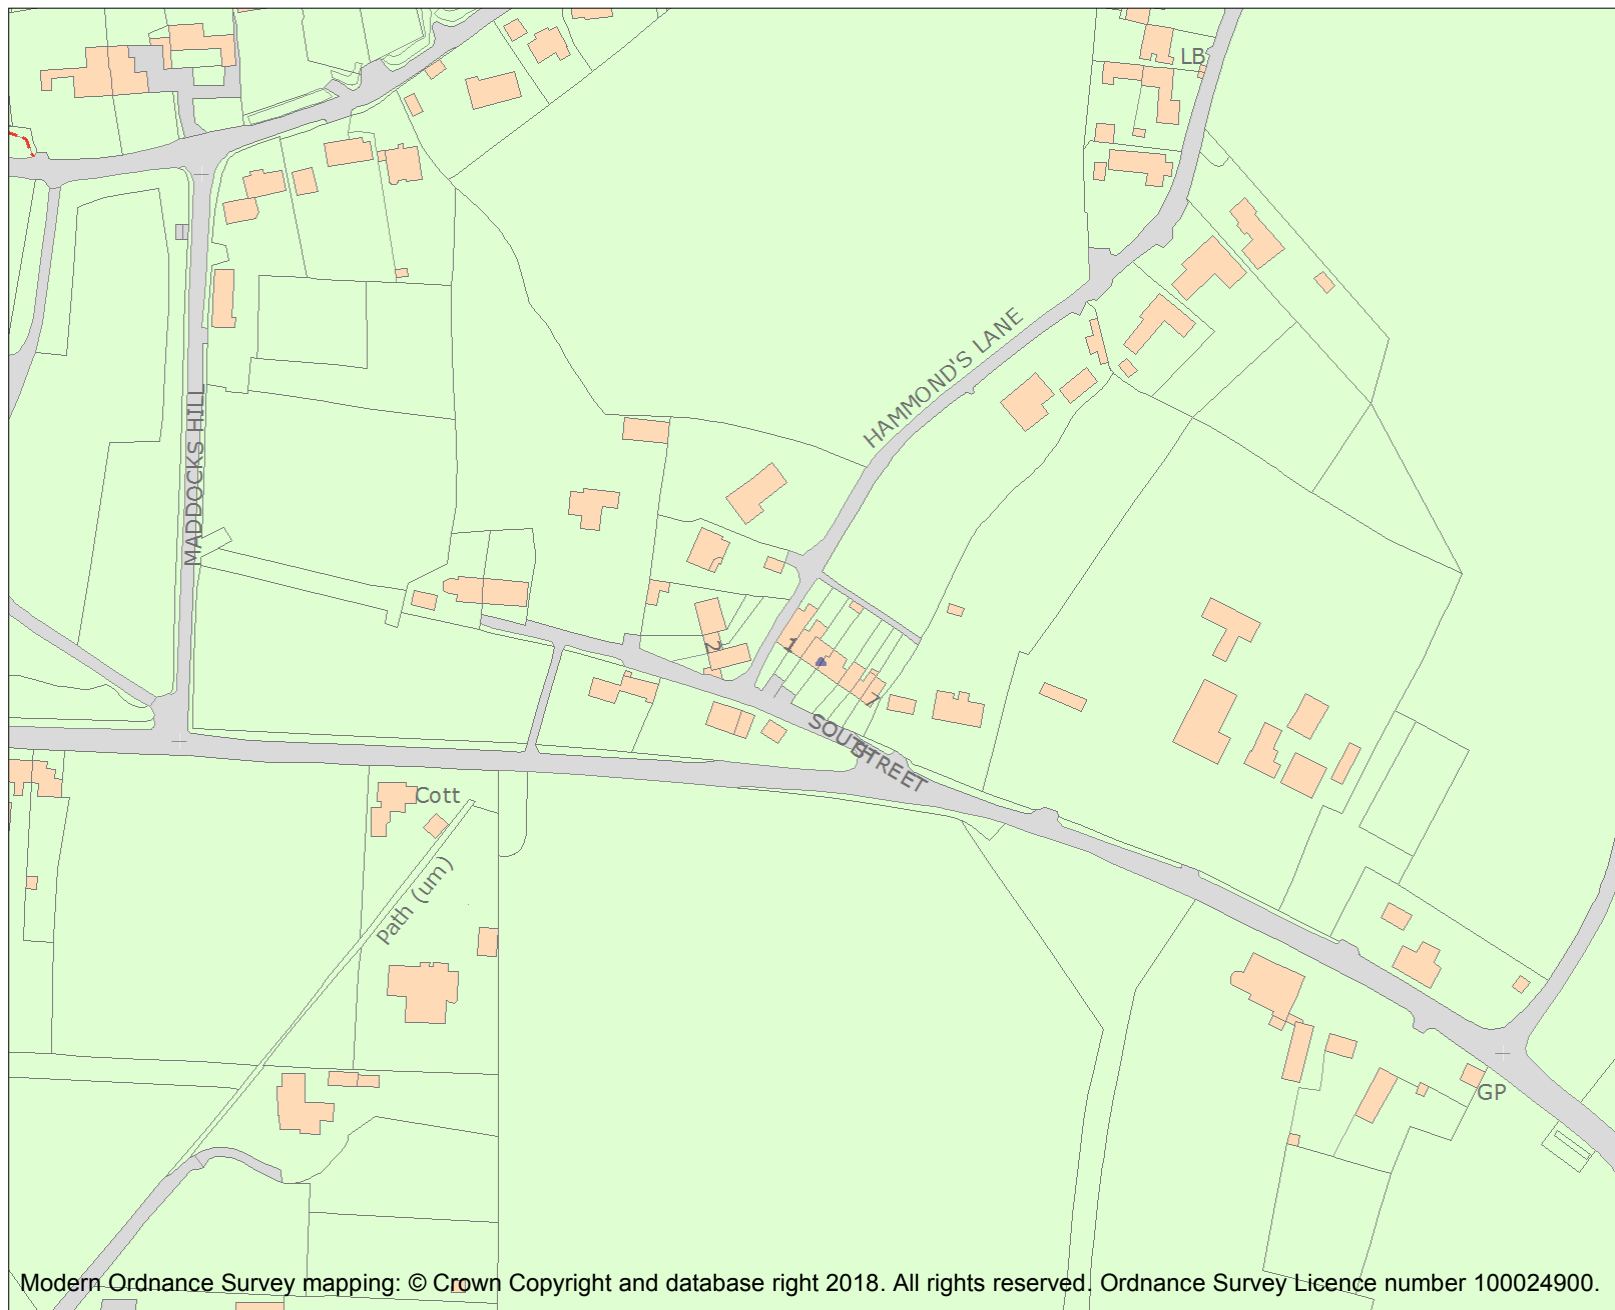 LB
HAMMOND'S LANE
MADDOCKS HILL
2
1
7
SOUTH
STREET
Cott
Path (um)
GP
Modern Ordnance Survey mapping: © Crown Copyright and database right 2018. All rights reserved. Ordnance Survey Licence number 100024900.